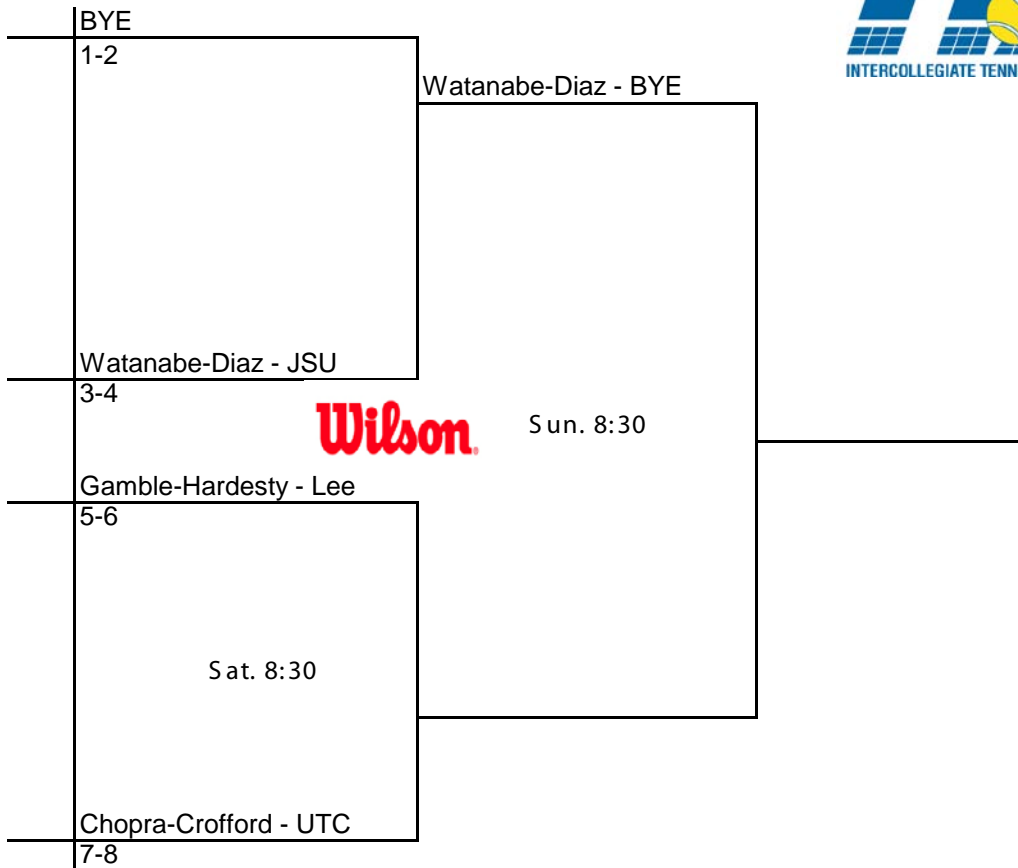 BYE
1-2
INTERCOLLEGIATE TENN
Watanabe-Diaz - BYE
Watanabe-Diaz - JSU
3-4
Wilson
Sun. 8:30
Gamble-Hardesty - Lee
5-6
Sat. 8:30
Chopra-Crofford - UTC
7-8